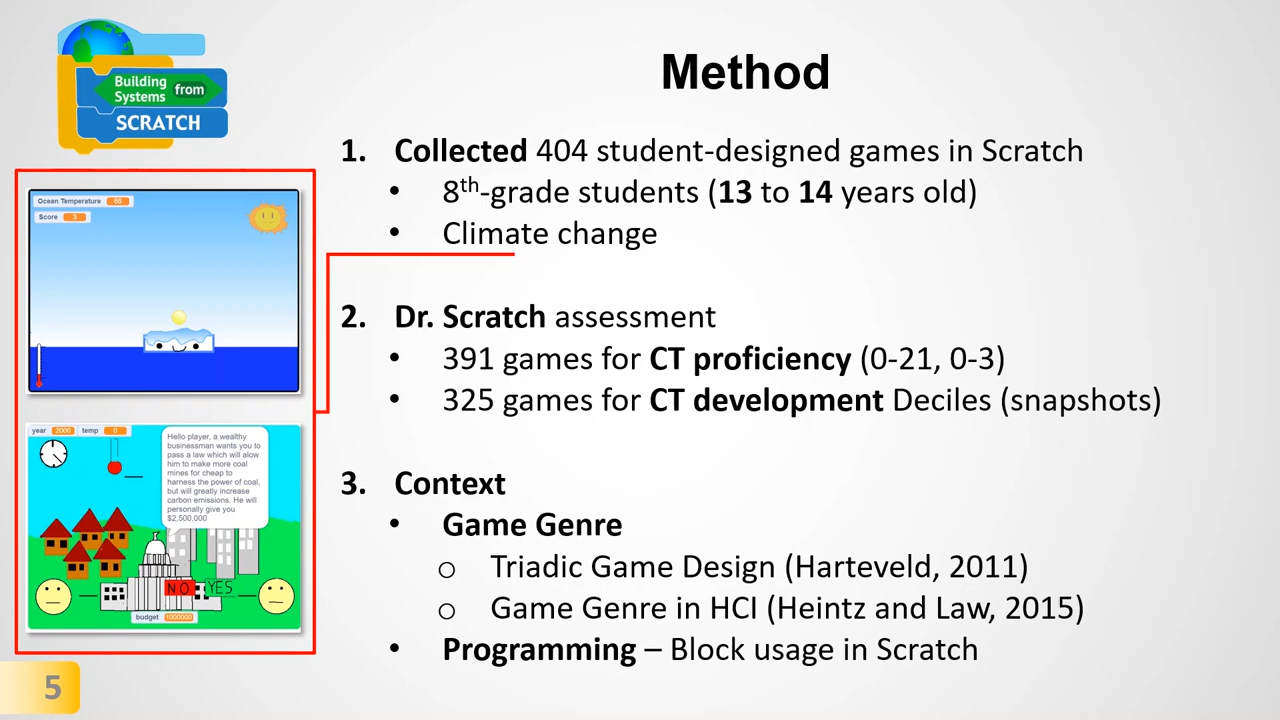 Building
Systems from
SCRATCH
Method
1. Collected 404 student-designed games in Scratch
• 8th-grade students (13 to 14 years old)
• Climate change
2. Dr. Scratch assessment
• 391 games for CT proficiency (0-21, 0-3)
• 325 games for CT development Deciles (snapshots)
3. Context
• Game Genre
o Triadic Game Design (Harteveld, 2011)
o Game Genre in HCI (Heintz and Law, 2015)
• Programming – Block usage in Scratch
Ocean Temperature 65
Score 3
year 2000 temp 0
Hello player, a wealthy
businessman wants you to
pass a law which will alow
him to make more coal
mines for cheap to
harness the power of coal,
but will greatly increase
carbon emissions. He will
personally give you
$2,500,000
NO YES
budget 1000000
5